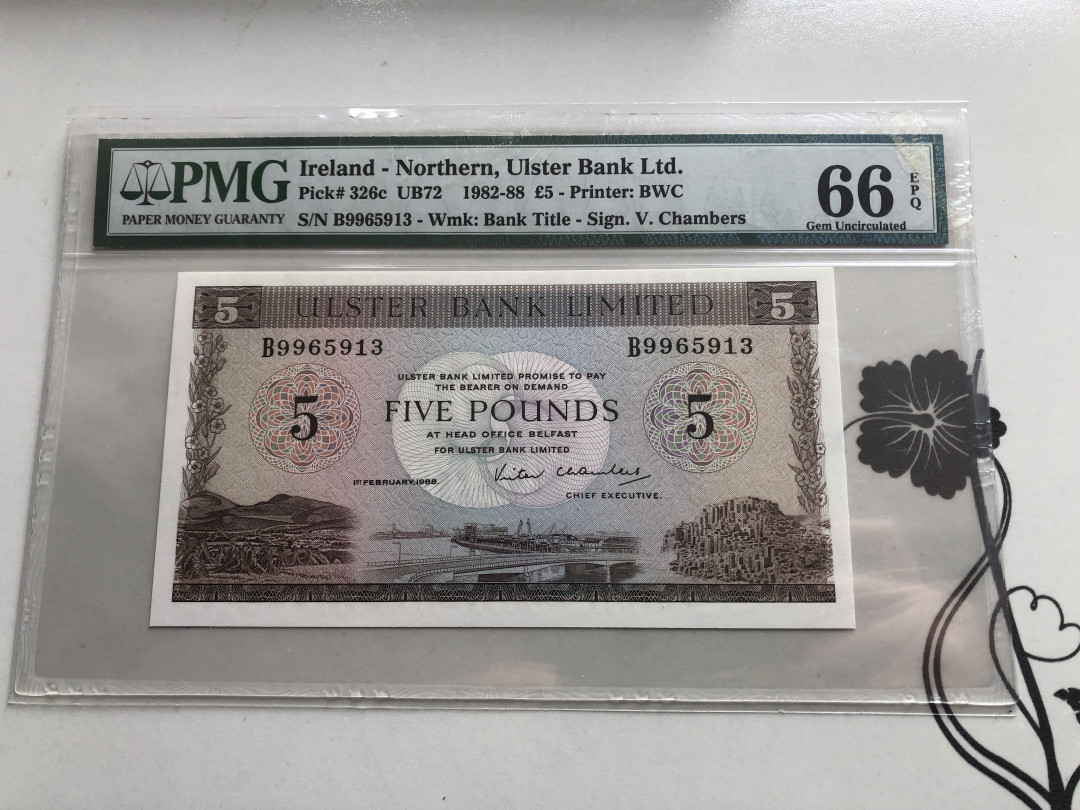 PMG
PAPER MONEY GUARANTY
Ireland - Northern, Ulster Bank Ltd.
Pick# 326c UB72 1982-88 £5 - Printer: BWC
S/N B9965913 - Wmk: Bank Title - Sign. V. Chambers
66 EPQ
Gem Uncirculated
5 ULSTER BANK LIMITED 5
B9965913 B9965913
ULSTER BANK LIMITED PROMISE TO PAY
THE BEARER ON DEMAND
5 FIVE POUNDS 5
AT HEAD OFFICE BELFAST
FOR ULSTER BANK LIMITED
1ST FEBRUARY, 1988. Victor Chambers
CHIEF EXECUTIVE.